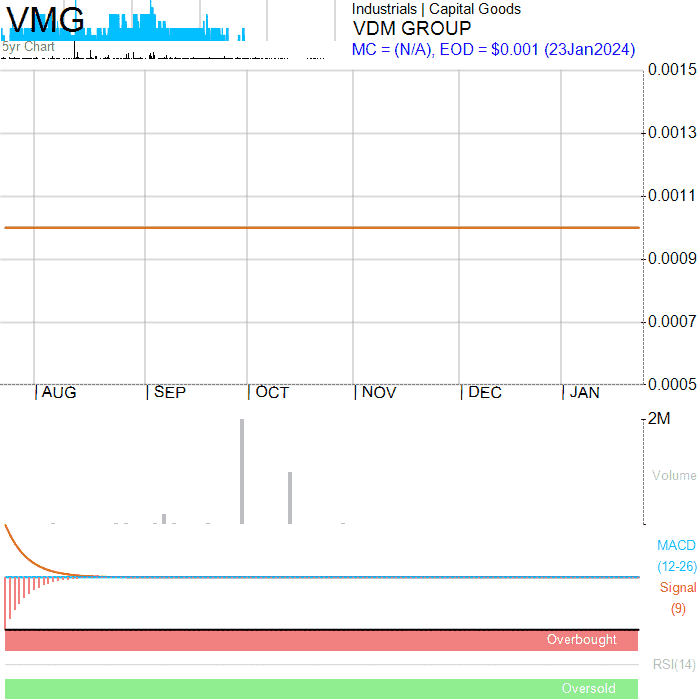 VMG
5yr Chart
Industrials | Capital Goods
VDM GROUP
MC = (N/A), EOD = $0.001 (23Jan2024)
0.0015
0.0013
0.0011
0.0009
0.0007
0.0005
AUG SEP OCT NOV DEC JAN
2M
Volume
MACD
(12-26)
Signal
(9)
Overbought
RSI(14)
Oversold